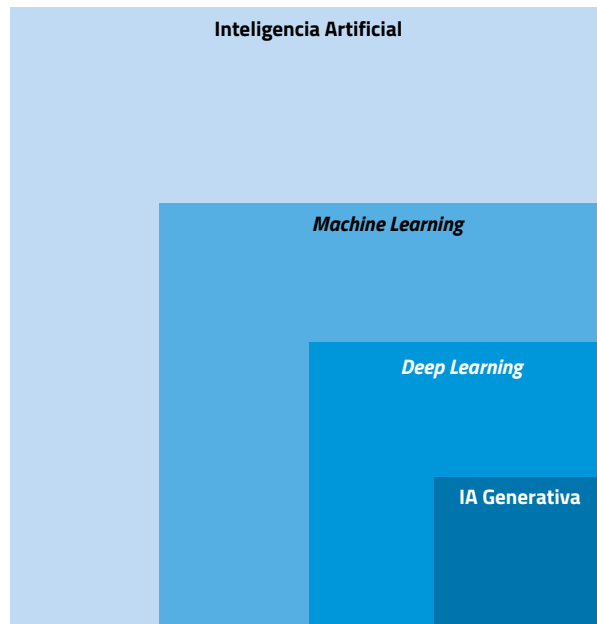 Inteligencia Artificial
Machine Learning
Deep Learning
IA Generativa